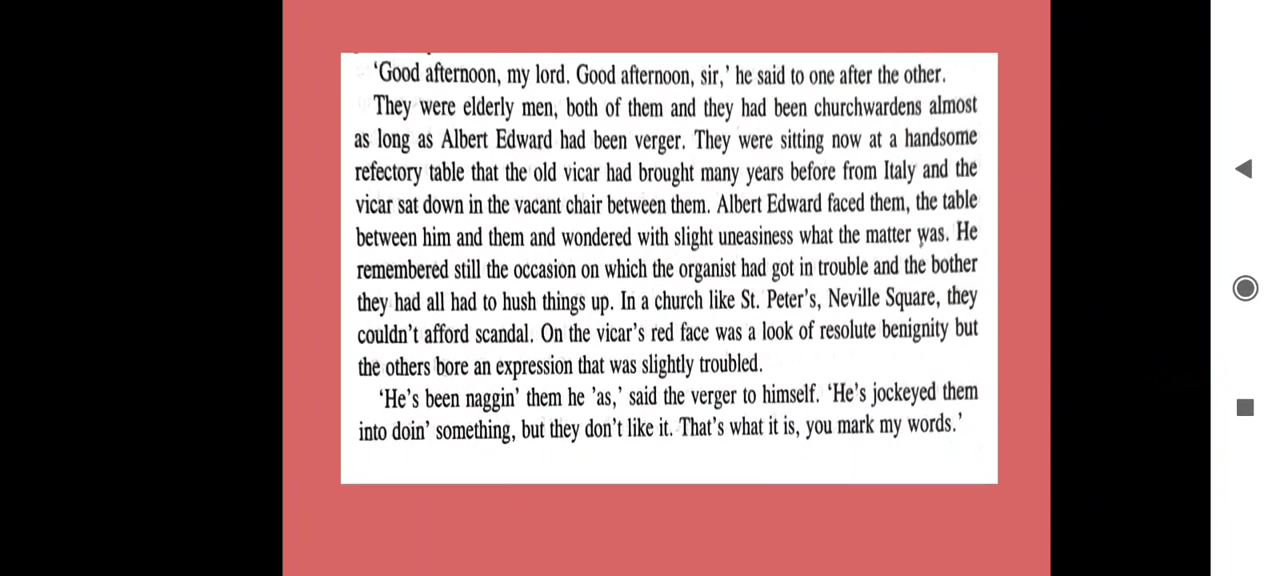 ‘Good afternoon, my lord. Good afternoon, sir,’ he said to one after the other.
They were elderly men, both of them and they had been churchwardens almost
as long as Albert Edward had been verger. They were sitting now at a handsome
refectory table that the old vicar had brought many years before from Italy and the
vicar sat down in the vacant chair between them. Albert Edward faced them, the table
between him and them and wondered with slight uneasiness what the matter was. He
remembered still the occasion on which the organist had got in trouble and the bother
they had all had to hush things up. In a church like St. Peter’s, Neville Square, they
couldn’t afford scandal. On the vicar’s red face was a look of resolute benignity but
the others bore an expression that was slightly troubled.
‘He’s been naggin’ them he ’as,’ said the verger to himself. ‘He’s jockeyed them
into doin’ something, but they don’t like it. That’s what it is, you mark my words.’